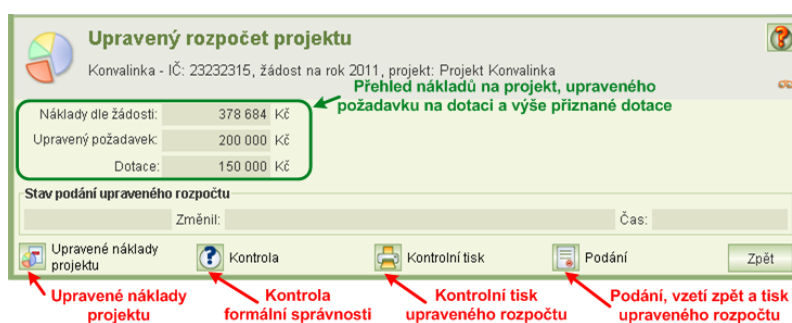 Upravený rozpočet projektu
Konvalinka - IČ: 23232315, žádost na rok 2011, projekt: Projekt Konvalinka
Přehled nákladů na projekt, upraveného
požadavku na dotaci a výše přiznané dotace
Náklady dle žádosti: 378 684 Kč
Upravený požadavek: 200 000 Kč
Dotace: 150 000 Kč
Stav podání upraveného rozpočtu
Změnil: Čas:
Upravené náklady
projektu
Kontrola
Kontrolní tisk
Podání
Zpět
Upravené náklady
projektu
Kontrola
formální správnosti
Kontrolní tisk
upraveného rozpočtu
Podání, vzetí zpět a tisk
upraveného rozpočtu